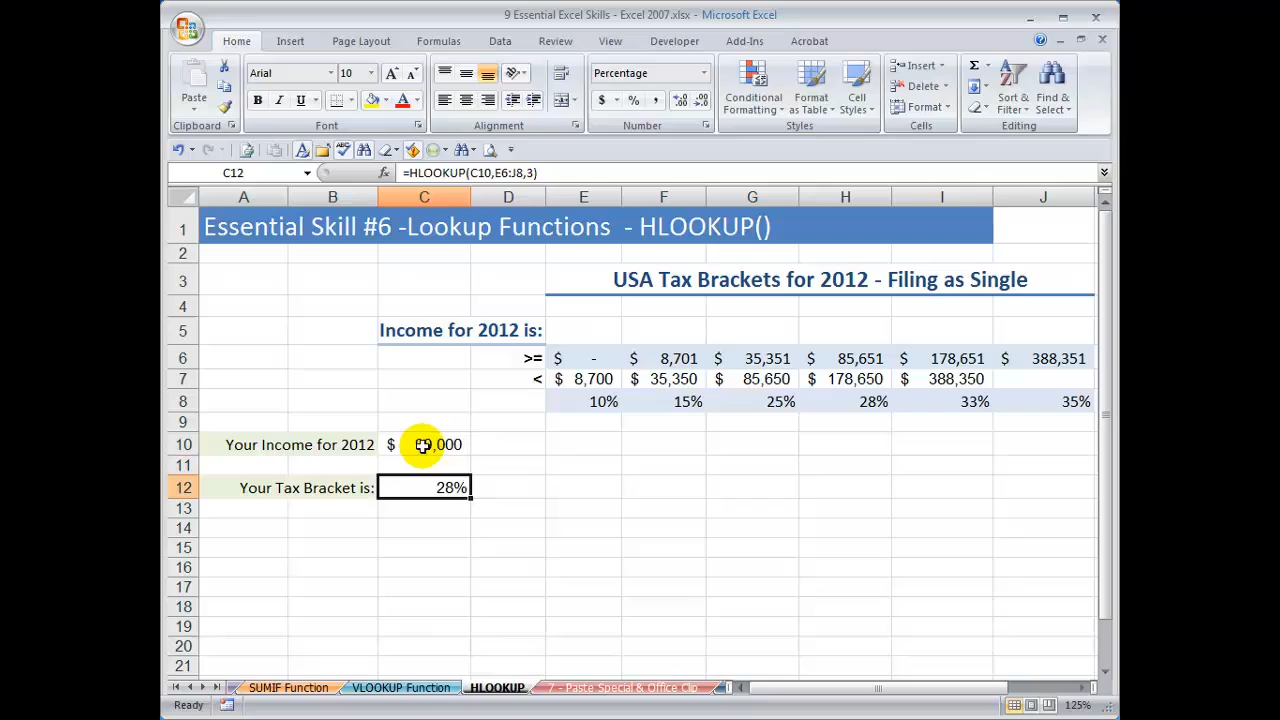 9 Essential Excel Skills - Excel 2007.xlsx - Microsoft Excel
Home Insert Page Layout Formulas Data Review View Developer Add-Ins Acrobat
Paste
Clipboard
Arial 10
B I U
Font
Alignment
Percentage
$ % ,
Number
Conditional Formatting
Format as Table
Cell Styles
Styles
Insert
Delete
Format
Cells
Sort & Filter
Find & Select
Editing
C12 fx =HLOOKUP(C10,E6:J8,3)
A B C D E F G H I J
1 Essential Skill #6 -Lookup Functions - HLOOKUP()
2
3 USA Tax Brackets for 2012 - Filing as Single
4
5 Income for 2012 is:
6 >= $ - $ 8,701 $ 35,351 $ 85,651 $ 178,651 $ 388,351
7 < $ 8,700 $ 35,350 $ 85,650 $ 178,650 $ 388,350
8 10% 15% 25% 28% 33% 35%
9
10 Your Income for 2012 $ ,000
11
12 Your Tax Bracket is: 28%
13
14
15
16
17
18
19
20
21
SUMIF Function VLOOKUP Function HLOOKUP 7 - Paste Special & Office Clip
Ready 125%